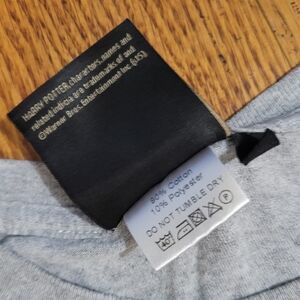 HARRY POTTER, characters, names and
related indicia are trademarks of and
©Warner Bros. Entertainment Inc. (s15)
90% Cotton
10% Polyester
DO NOT TUMBLE DRY
40